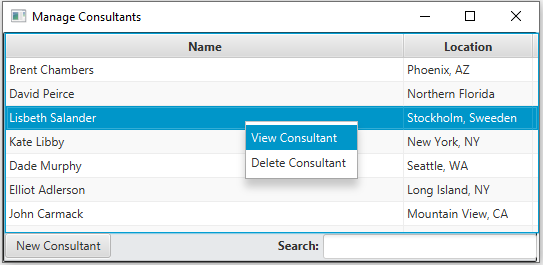 Manage Consultants
Name Location
Brent Chambers Phoenix, AZ
David Peirce Northern Florida
Lisbeth Salander Stockholm, Sweeden
Kate Libby New York, NY
View Consultant
Dade Murphy Seattle, WA
Delete Consultant
Elliot Adlerson Long Island, NY
John Carmack Mountain View, CA
New Consultant Search: